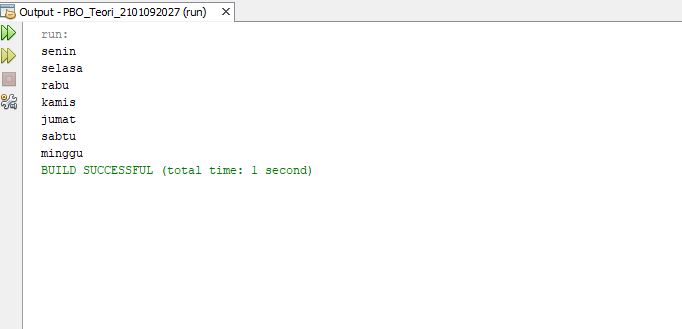 Output - PBO_Teori_2101092027 (run)
run:
senin
selasa
rabu
kamis
jumat
sabtu
minggu
BUILD SUCCESSFUL (total time: 1 second)